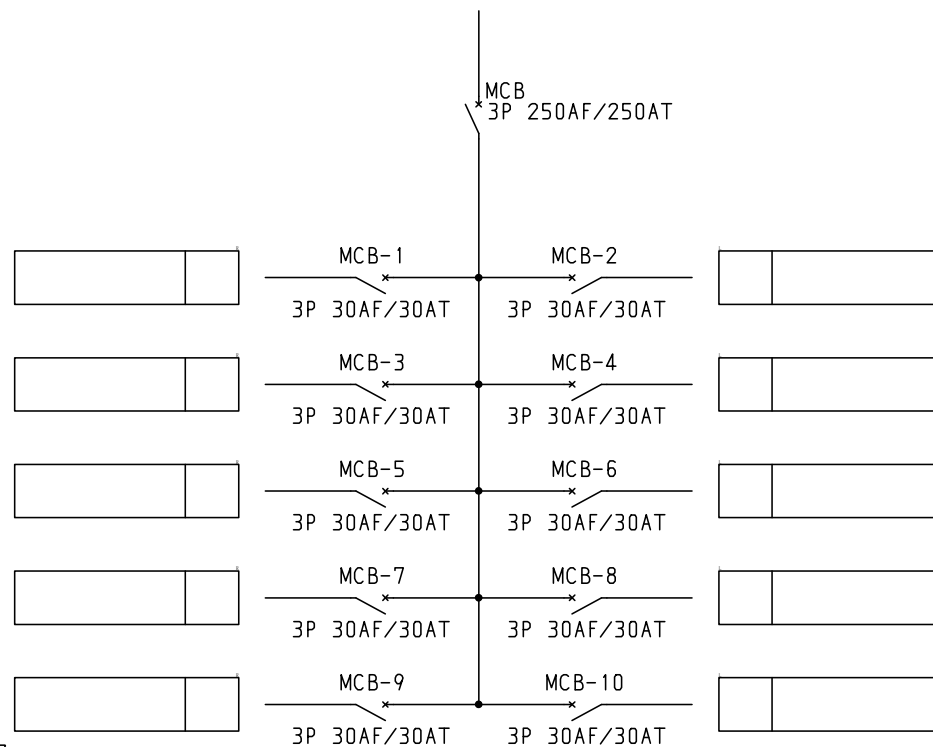 MCB
3P 250AF/250AT
MCB-1
MCB-2
3P 30AF/30AT
3P 30AF/30AT
MCB-3
MCB-4
3P 30AF/30AT
3P 30AF/30AT
MCB-5
MCB-6
3P 30AF/30AT
3P 30AF/30AT
MCB-7
MCB-8
3P 30AF/30AT
3P 30AF/30AT
MCB-9
MCB-10
3P 30AF/30AT
3P 30AF/30AT